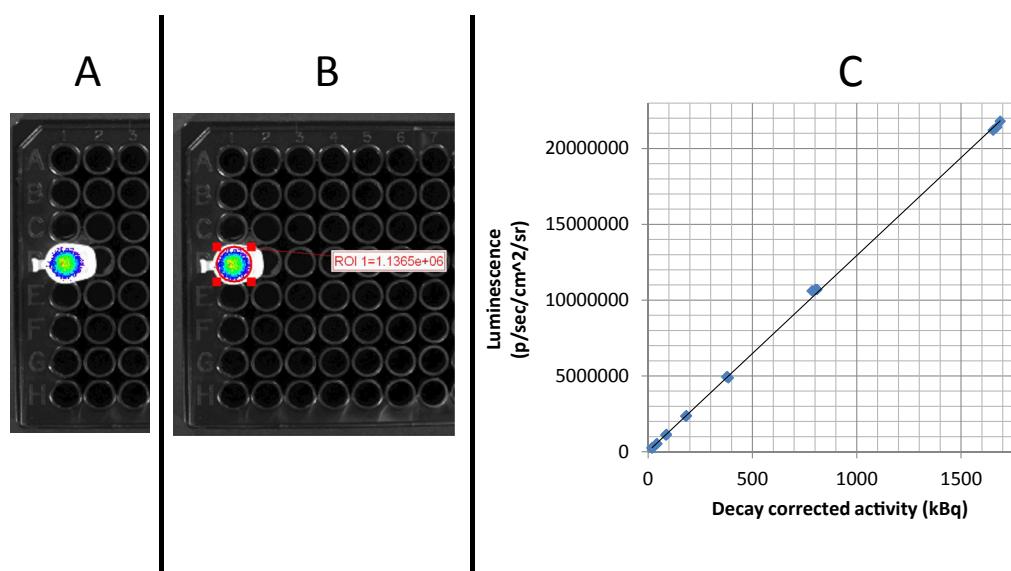 A
B
C
1 2 3
A
B
C
E
F
G
H
1 2 3 4 5 6 7
A
B
C
E
F
G
H
ROI 1=1.1365e+06
Luminescence
(p/sec/cm^2/sr)
20000000
15000000
10000000
5000000
0
0 500 1000 1500
Decay corrected activity (kBq)